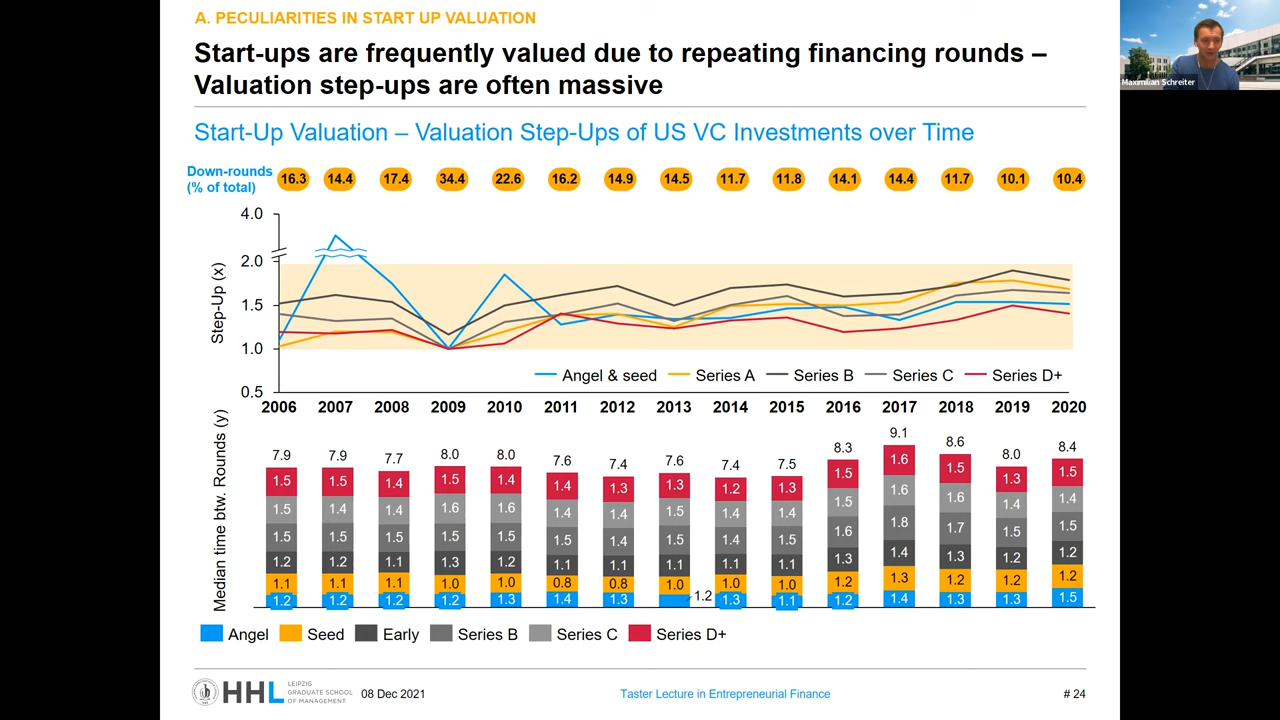 A. PECULIARITIES IN START UP VALUATION
Start-ups are frequently valued due to repeating financing rounds –
Valuation step-ups are often massive
Maximilian Schreiter
Start-Up Valuation – Valuation Step-Ups of US VC Investments over Time
Down-rounds
(% of total)
16.3 14.4 17.4 34.4 22.6 16.2 14.9 14.5 11.7 11.8 14.1 14.4 11.7 10.1 10.4
Step-Up (x)
4.0
2.0
1.5
1.0
0.5
Angel & seed Series A Series B Series C Series D+
2006 2007 2008 2009 2010 2011 2012 2013 2014 2015 2016 2017 2018 2019 2020
Median time btw. Rounds (y)
7.9 7.9 7.7 8.0 8.0 7.6 7.4 7.6 7.4 7.5 8.3 9.1 8.6 8.0 8.4
1.5 1.5 1.4 1.5 1.4 1.4 1.3 1.3 1.2 1.3 1.5 1.6 1.5 1.3 1.5
1.5 1.4 1.4 1.6 1.6 1.4 1.4 1.5 1.4 1.4 1.5 1.6 1.6 1.4 1.4
1.5 1.5 1.5 1.5 1.5 1.5 1.4 1.5 1.4 1.5 1.6 1.8 1.7 1.5 1.5
1.2 1.2 1.1 1.3 1.2 1.1 1.1 1.1 1.1 1.1 1.3 1.4 1.3 1.2 1.2
1.1 1.1 1.1 1.0 1.0 0.8 0.8 1.0 1.0 1.0 1.2 1.3 1.2 1.2 1.2
1.2 1.2 1.2 1.2 1.3 1.4 1.3 1.2 1.3 1.1 1.2 1.4 1.3 1.3 1.5
Angel Seed Early Series B Series C Series D+
HHL
LEIPZIG
GRADUATE SCHOOL
OF MANAGEMENT
08 Dec 2021
Taster Lecture in Entrepreneurial Finance
# 24